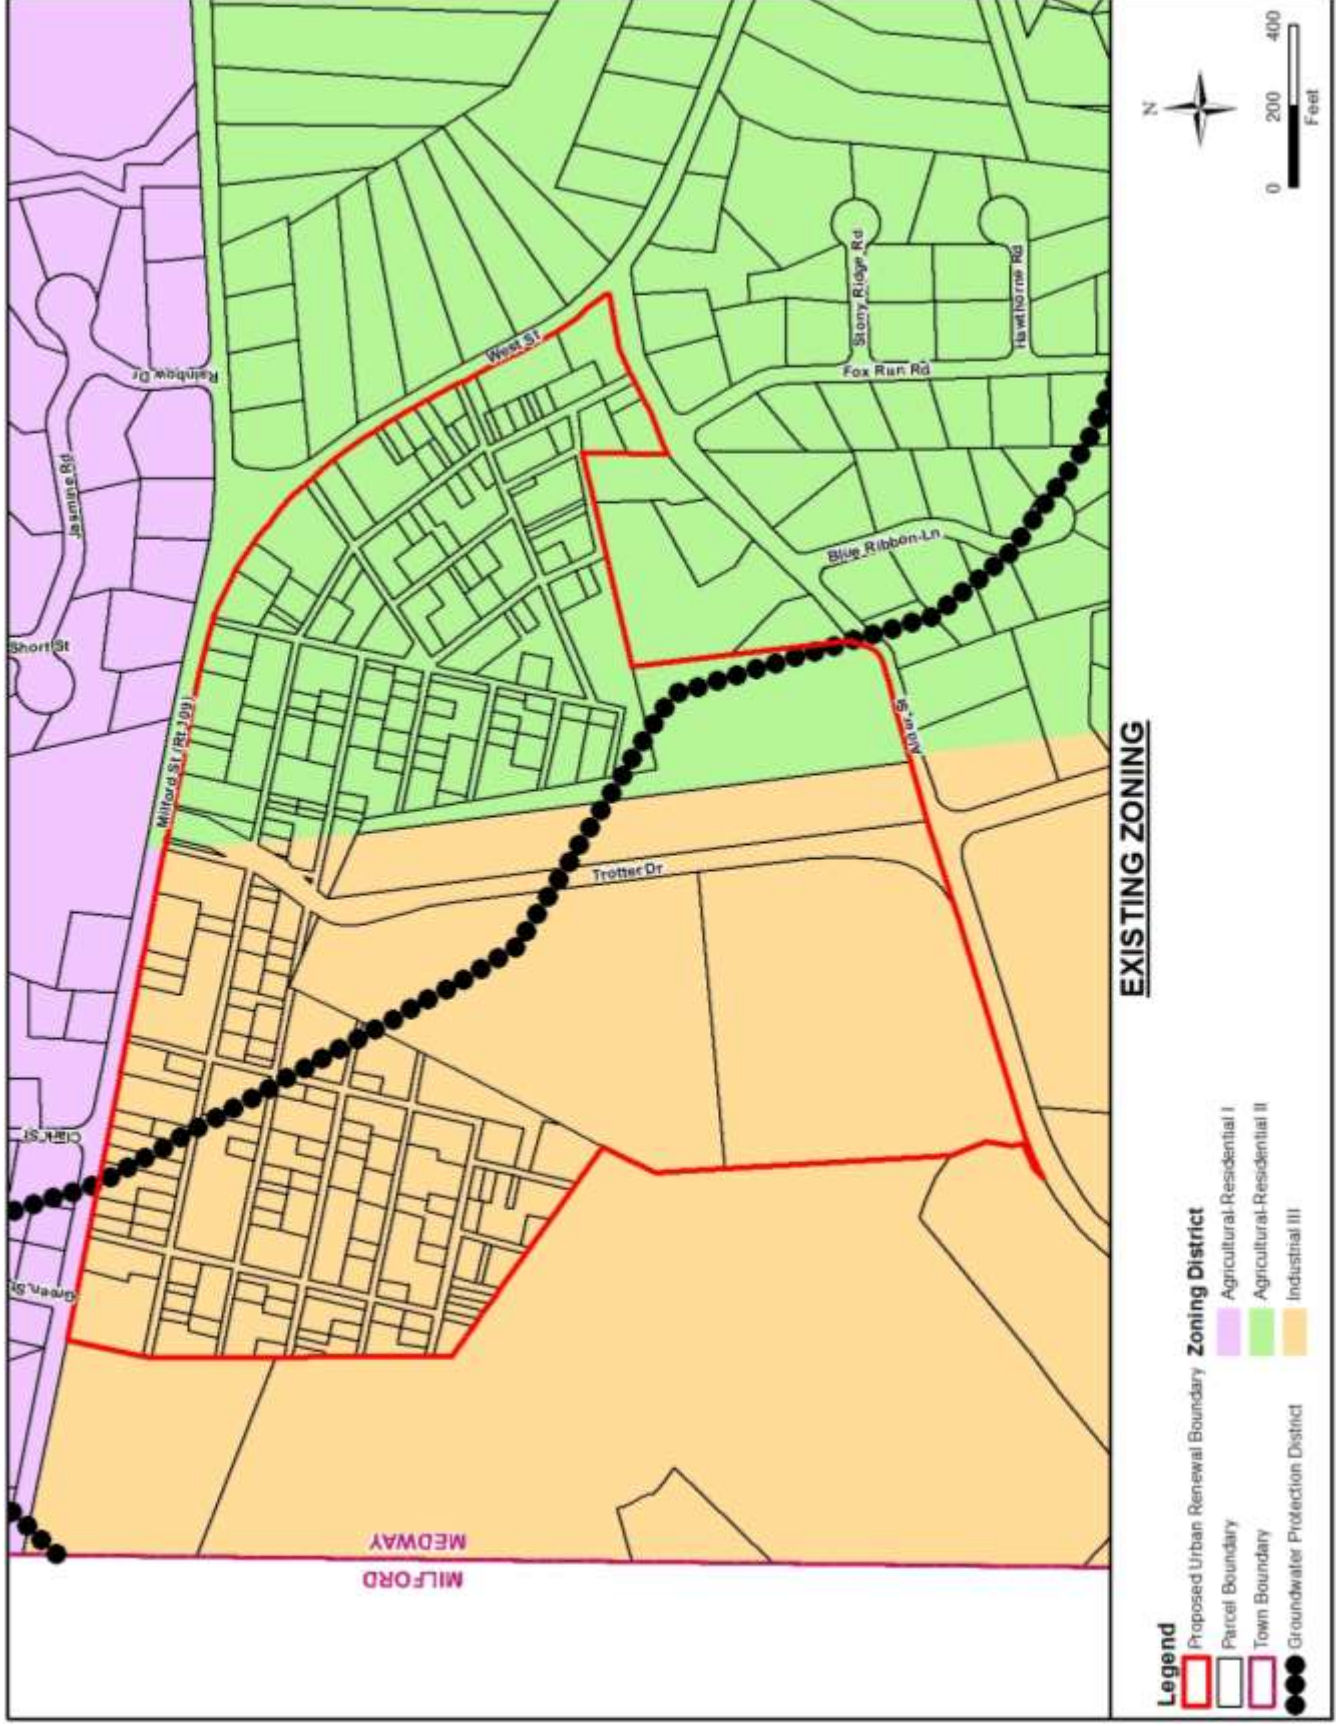 Short St
Jasmine Rd
Rainbow Dr
Milford St (Rt 109)
Clark St
Green St
West St
Trotter Dr
Alder St
Blue Ribbon Ln
Fox Run Rd
Stony Ridge Rd
Hawthorne Rd
MILFORD
MEDWAY
EXISTING ZONING
Legend
Proposed Urban Renewal Boundary
Parcel Boundary
Town Boundary
Groundwater Protection District
Zoning District
Agricultural-Residential I
Agricultural-Residential II
Industrial III
N
0 200 400
Feet